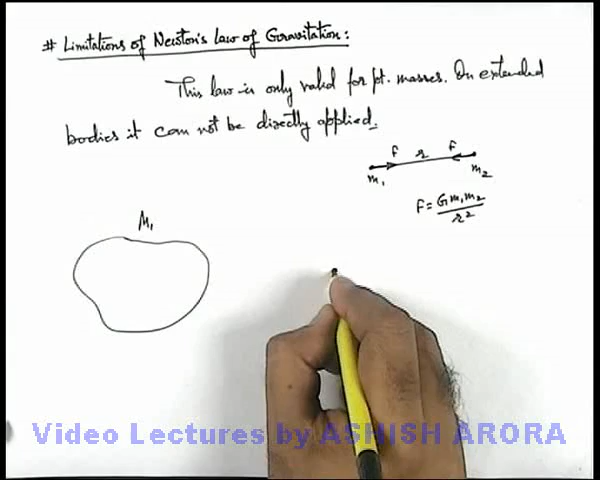 # Limitations of Newton's Law of Gravitation:
This law is only valid for pt. masses. On extended
bodies it can not be directly applied.
F r F
m₁ m₂
F = Gm₁m₂/r²
M₁
Video Lectures by ASHISH ARORA